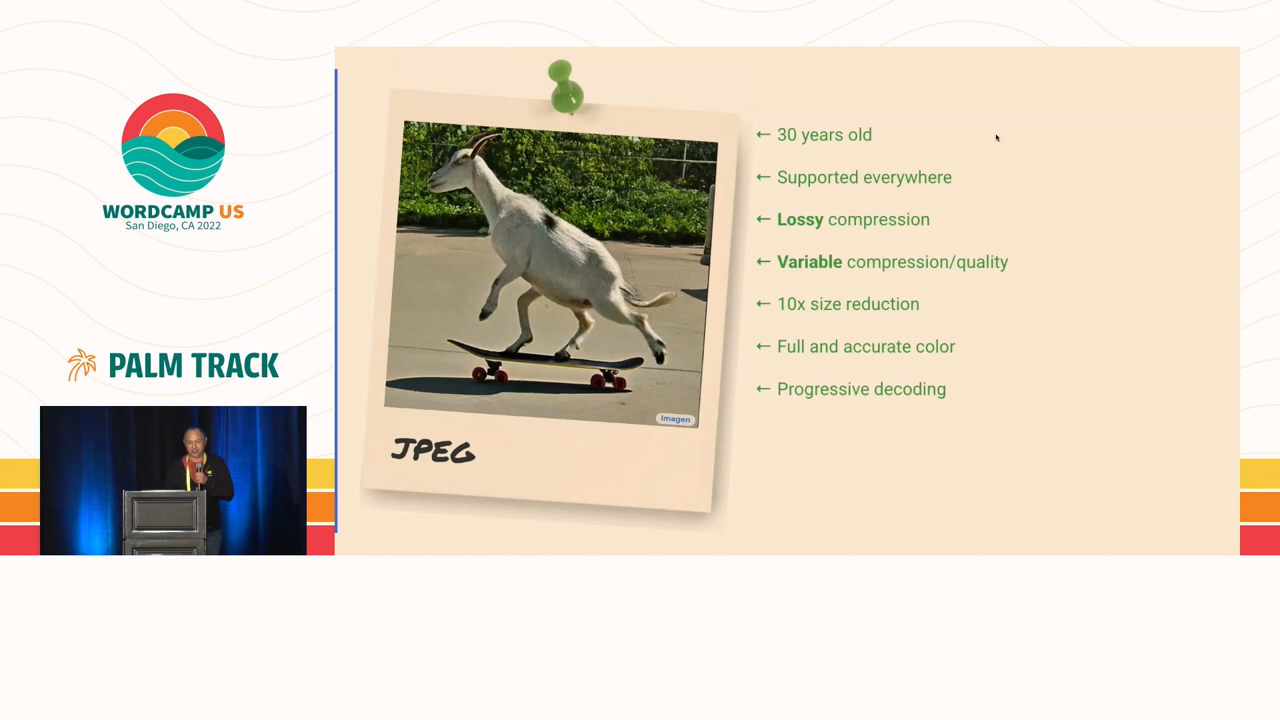 WORDCAMP US
San Diego, CA 2022
PALM TRACK
Imagen
JPEG
← 30 years old
← Supported everywhere
← Lossy compression
← Variable compression/quality
← 10x size reduction
← Full and accurate color
← Progressive decoding